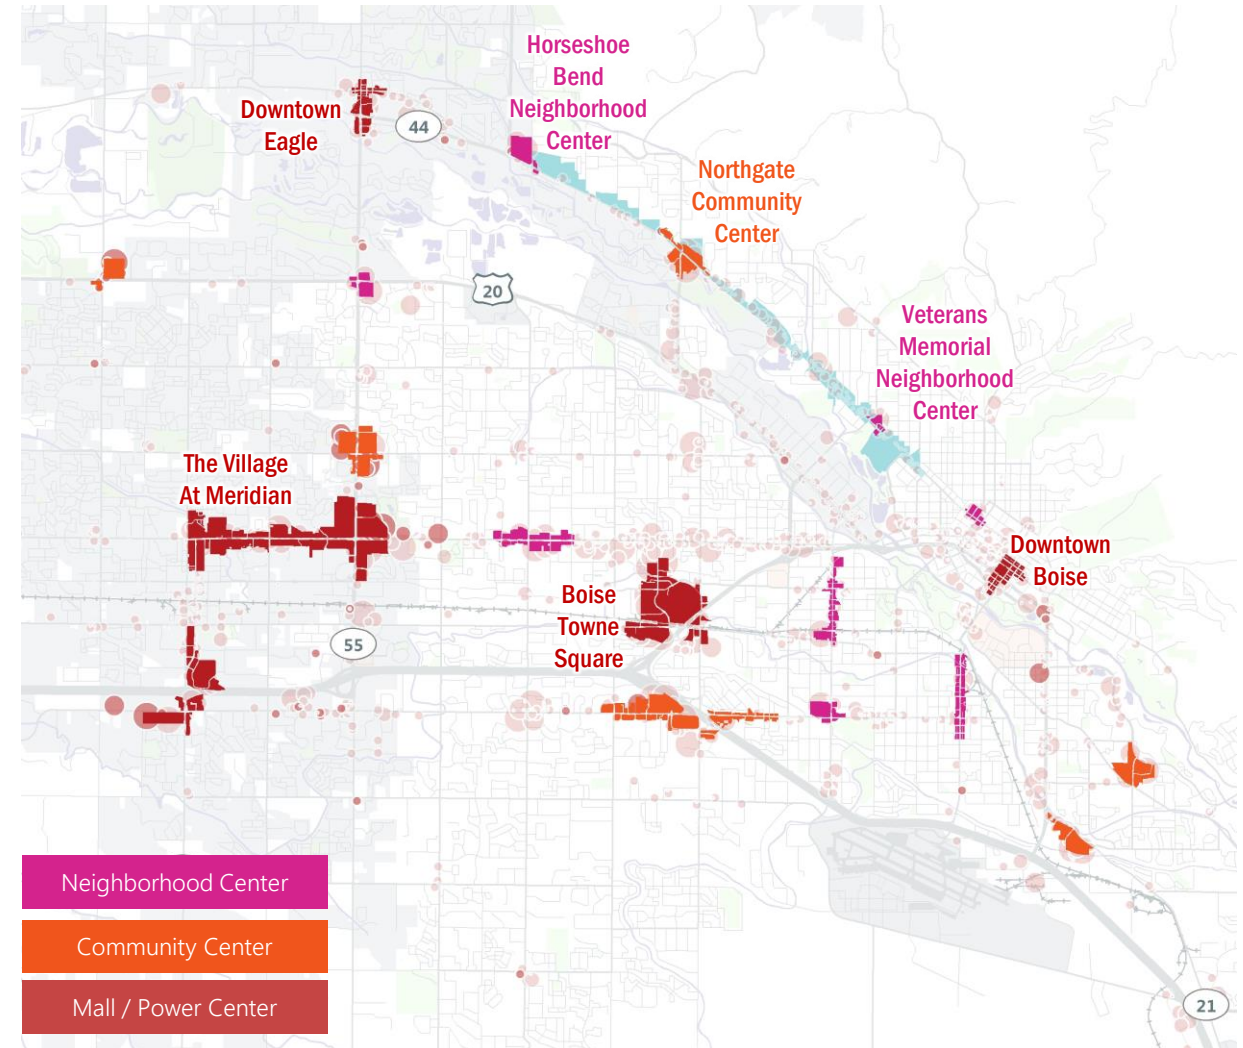 Horseshoe
Bend
Neighborhood
Center
Downtown
Eagle
44
Northgate
Community
Center
20
Veterans
Memorial
Neighborhood
Center
The Village
At Meridian
Downtown
Boise
Boise
Towne
Square
55
Neighborhood Center
Community Center
Mall / Power Center
21